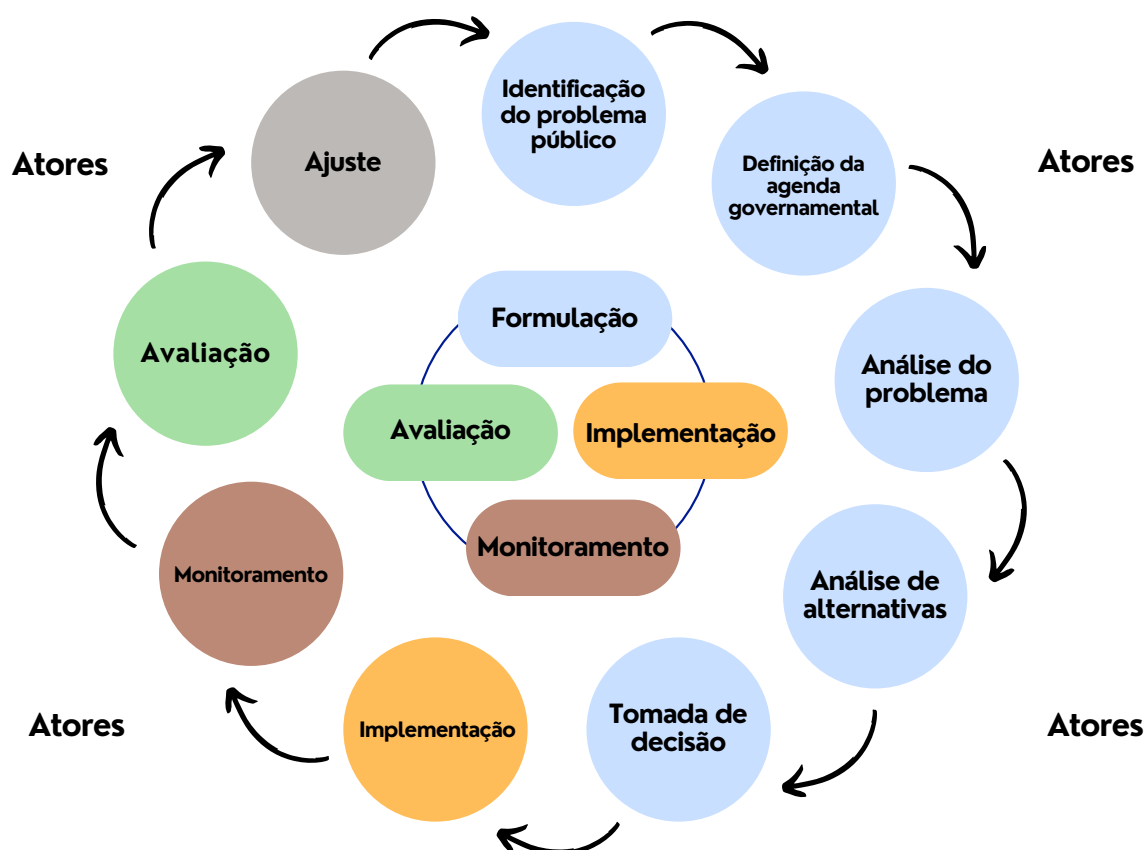 Identificação
do problema
público
Definição da
agenda
governamental
Análise do
problema
Análise de
alternativas
Tomada de
decisão
Implementação
Monitoramento
Avaliação
Ajuste
Formulação
Implementação
Monitoramento
Avaliação
Atores
Atores
Atores
Atores